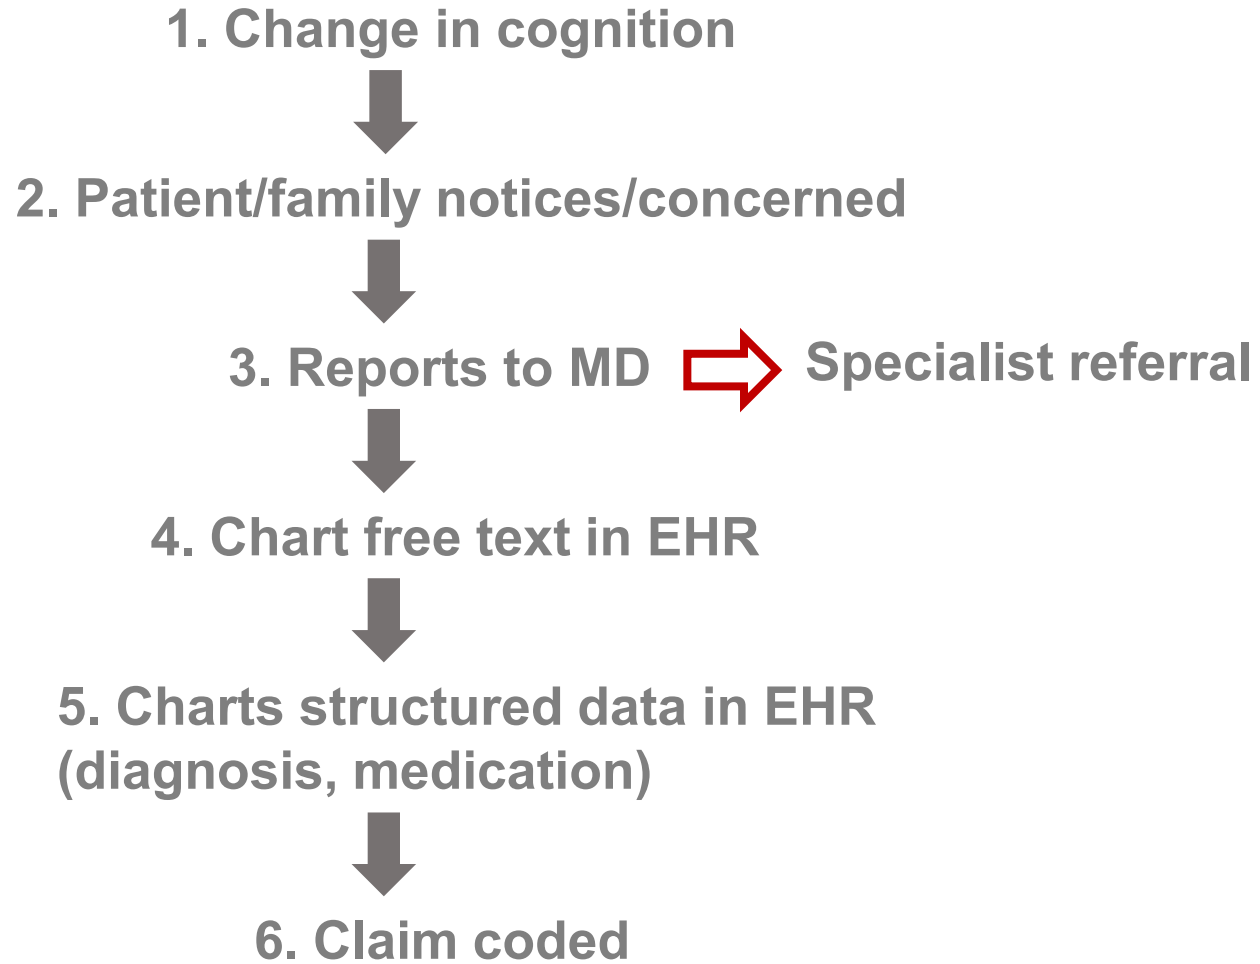 1. Change in cognition
2. Patient/family notices/concerned
3. Reports to MD
Specialist referral
4. Chart free text in EHR
5. Charts structured data in EHR
(diagnosis, medication)
6. Claim coded